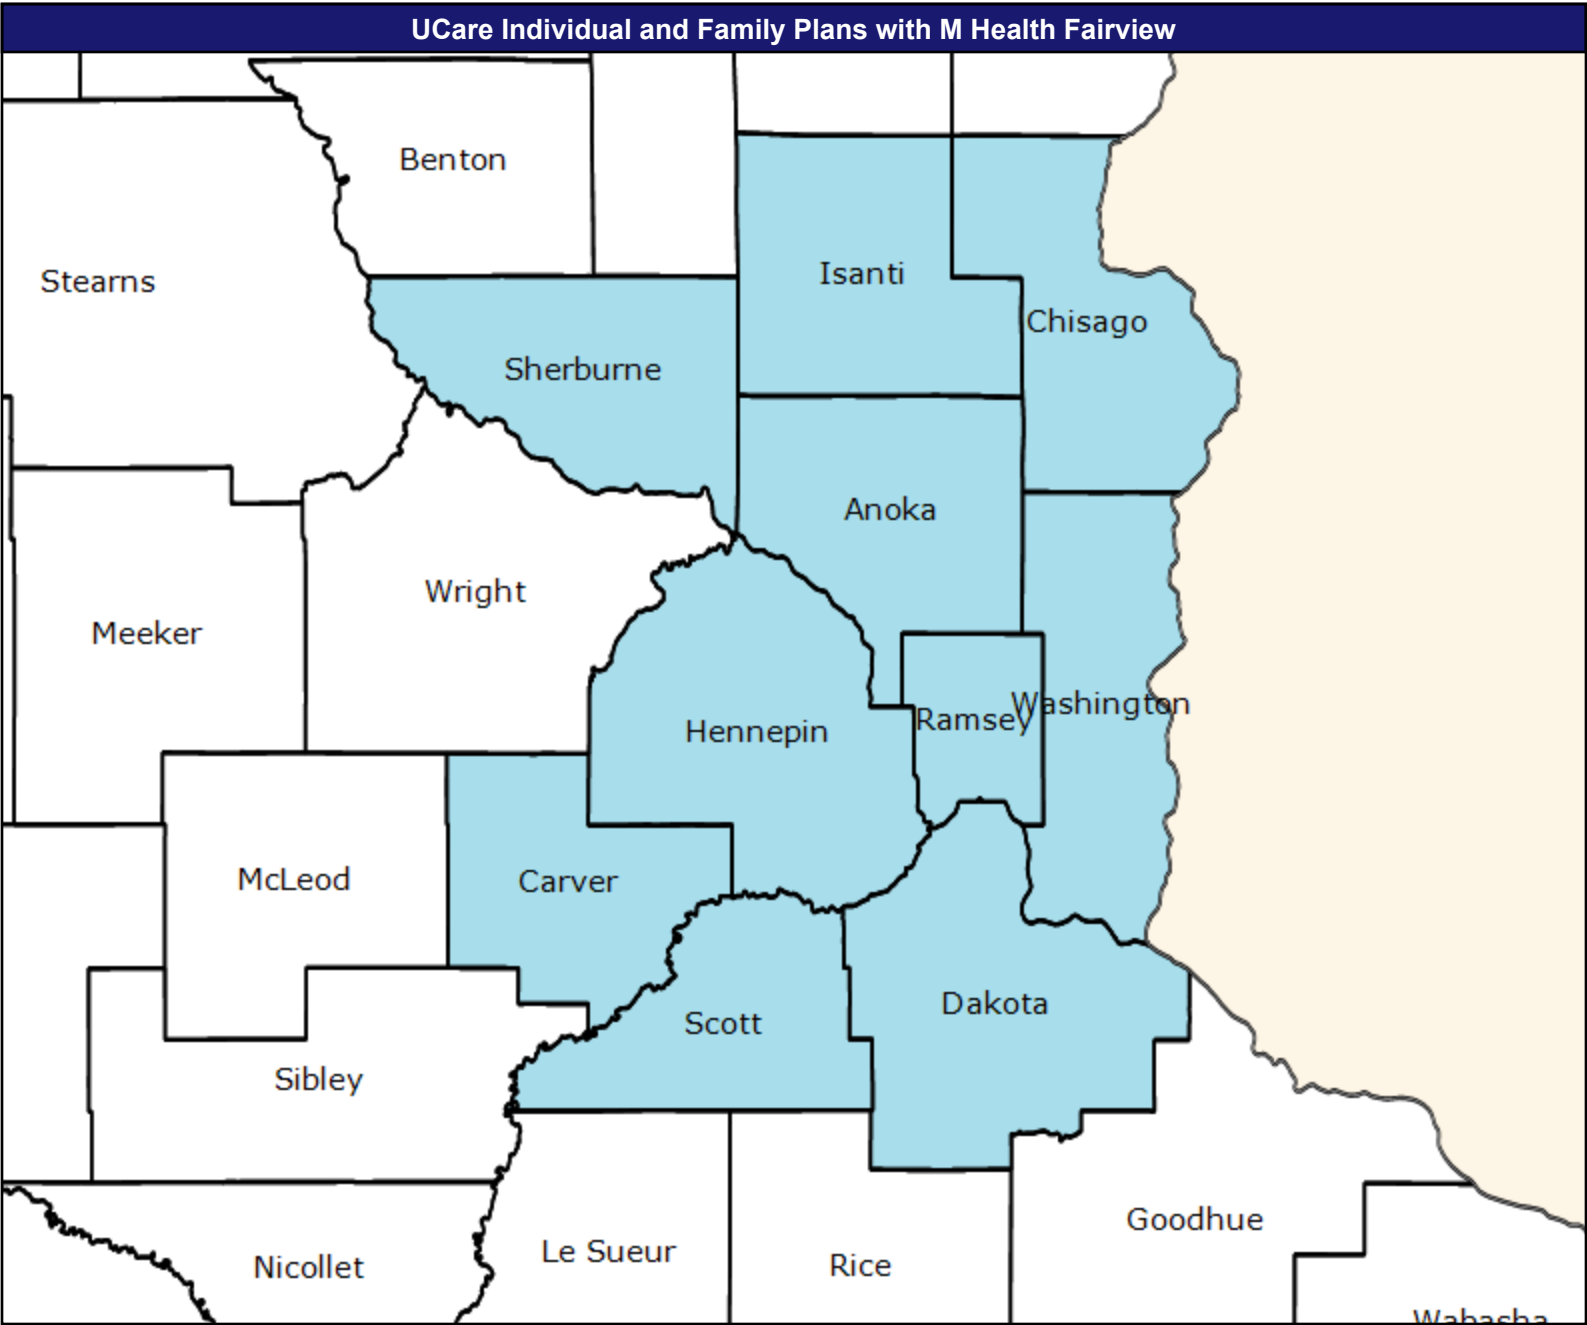 UCare Individual and Family Plans with M Health Fairview
Benton
Stearns
Isanti
Chisago
Sherburne
Anoka
Wright
Meeker
Washington
Ramsey
Hennepin
McLeod
Carver
Dakota
Scott
Sibley
Goodhue
Le Sueur
Rice
Nicollet
Wabasha